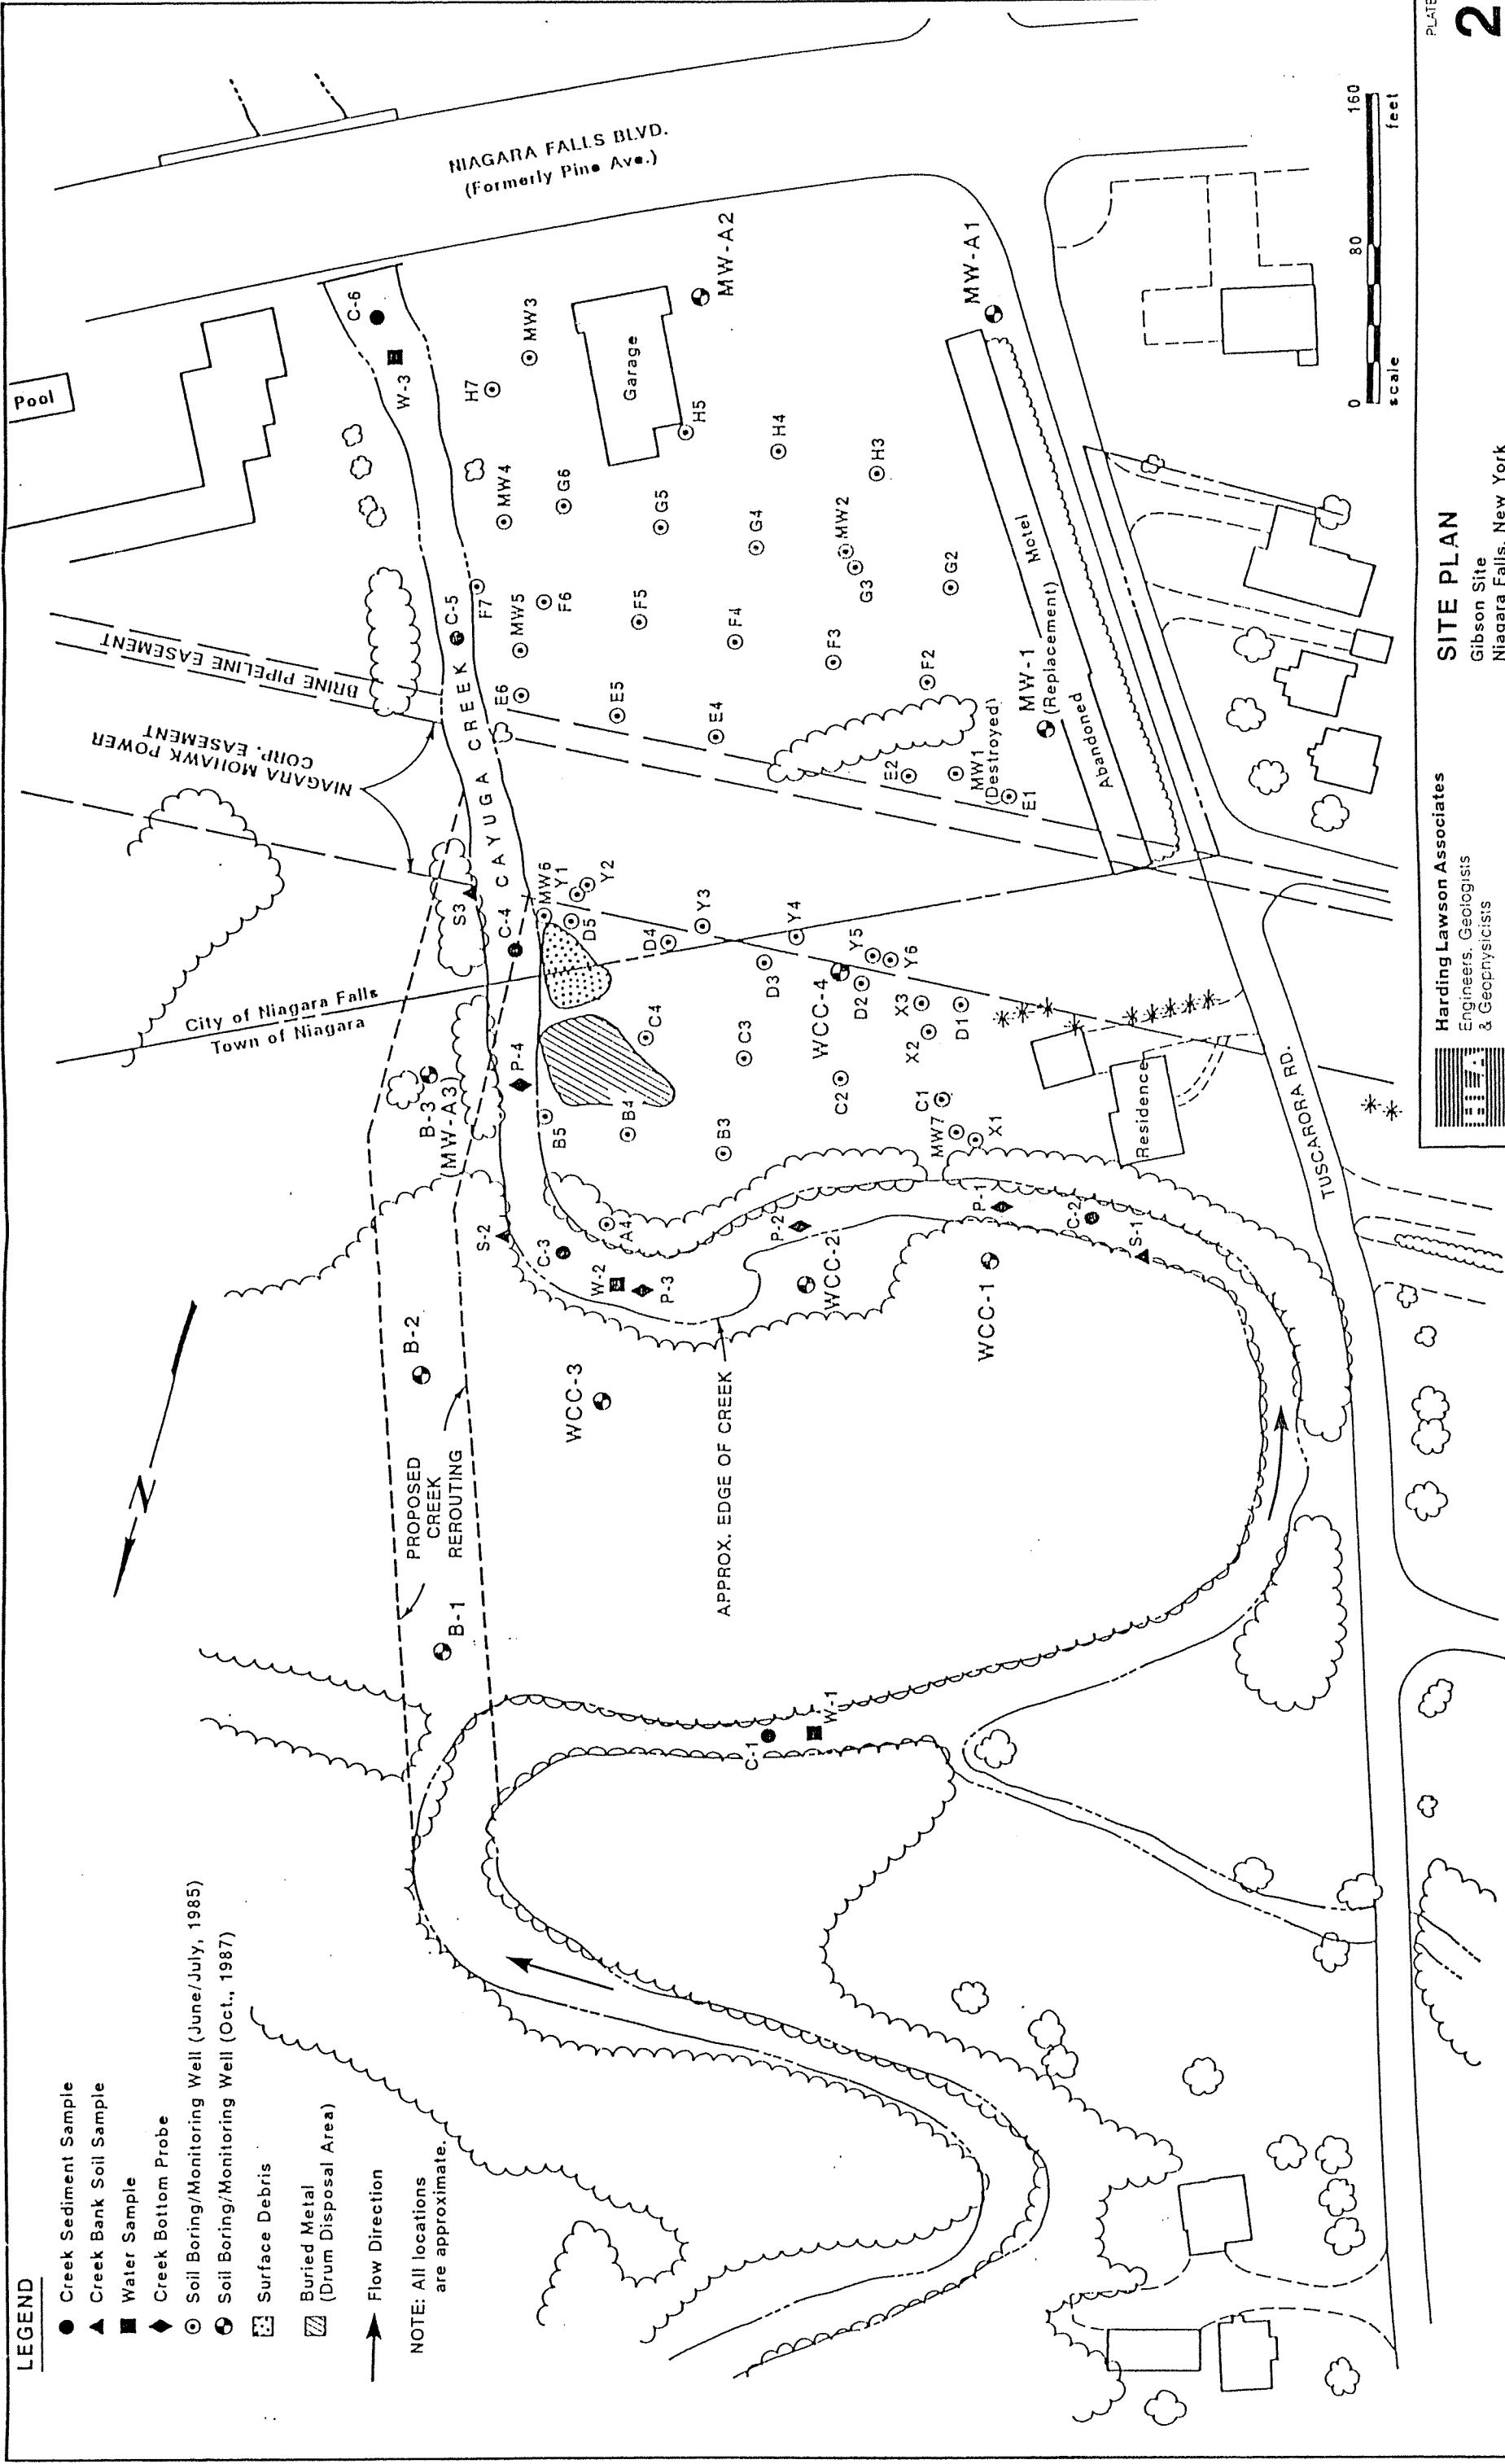 LEGEND
Creek Sediment Sample
Creek Bank Soil Sample
Water Sample
Creek Bottom Probe
Soil Boring/Monitoring Well (June/July, 1985)
Soil Boring/Monitoring Well (Oct., 1987)
Surface Debris
Buried Metal
(Drum Disposal Area)
Flow Direction
NOTE: All locations
are approximate.
N
PROPOSED
CREEK
REROUTING
B-1
B-2
B-3
(MW-A3)
City of Niagara Falls
Town of Niagara
NIAGARA MOHAWK POWER
CORP. EASEMENT
BRINE PIPELINE EASEMENT
Pool
CAYUGA CREEK
NIAGARA FALLS BLVD.
(Formerly Pine Ave.)
C-6
W-3
C-5
C-4
S3
P-4
S-2
C-3
W-2
P-3
A4
P-2
P-1
C-2
S-1
C-1
W-1
WCC-3
WCC-2
WCC-1
WCC-4
APPROX. EDGE OF CREEK
B5
B4
B3
C4
C3
C2
C1
MW7
X1
X2
X3
D1
D2
D3
D4
D5
MW6
Y1
Y2
Y3
Y4
Y5
Y6
E6
E5
E4
E2
E1
MW1
(Destroyed)
MW-1
(Replacement)
MW5
F7
F6
F5
F4
F3
F2
MW4
G6
G5
G4
G3
MW2
G2
H7
MW3
H5
H4
H3
Garage
MW-A2
MW-A1
Abandoned
Motel
Residence
TUSCARORA RD.
0
80
160
scale
feet
Harding Lawson Associates
Engineers, Geologists
& Geophysicists
SITE PLAN
Gibson Site
Niagara Falls, New York
PLATE
2